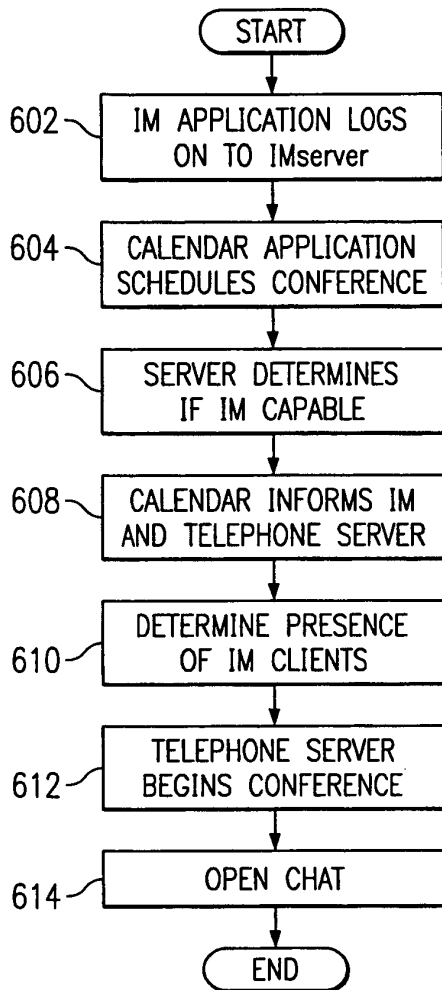 START
602
IM APPLICATION LOGS
ON TO IMserver
604
CALENDAR APPLICATION
SCHEDULES CONFERENCE
606
SERVER DETERMINES
IF IM CAPABLE
608
CALENDAR INFORMS IM
AND TELEPHONE SERVER
610
DETERMINE PRESENCE
OF IM CLIENTS
612
TELEPHONE SERVER
BEGINS CONFERENCE
614
OPEN CHAT
END